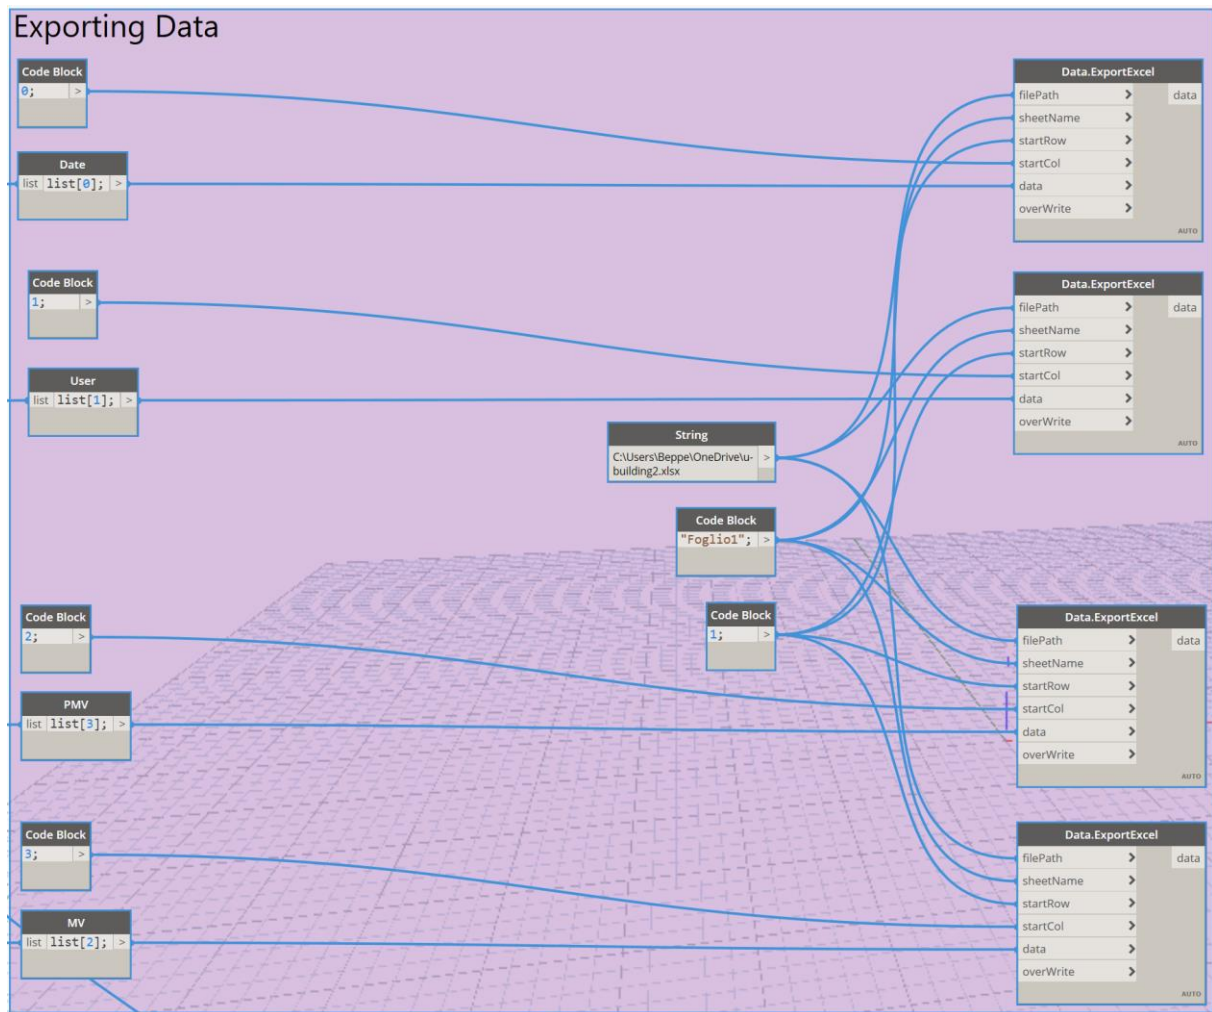 Exporting Data
Code Block
0; >
Date
list list[0]; >
Code Block
1; >
User
list list[1]; >
String
C:\Users\Beppe\OneDrive\u- >
building2.xlsx
Code Block
"Foglio1"; >
Code Block
1; >
Code Block
2; >
PMV
list list[3]; >
Code Block
3; >
MV
list list[2]; >
Data.ExportExcel
filePath > data
sheetName >
startRow >
startCol >
data >
overWrite >
AUTO
Data.ExportExcel
filePath > data
sheetName >
startRow >
startCol >
data >
overWrite >
AUTO
Data.ExportExcel
filePath > data
sheetName >
startRow >
startCol >
data >
overWrite >
AUTO
Data.ExportExcel
filePath > data
sheetName >
startRow >
startCol >
data >
overWrite >
AUTO